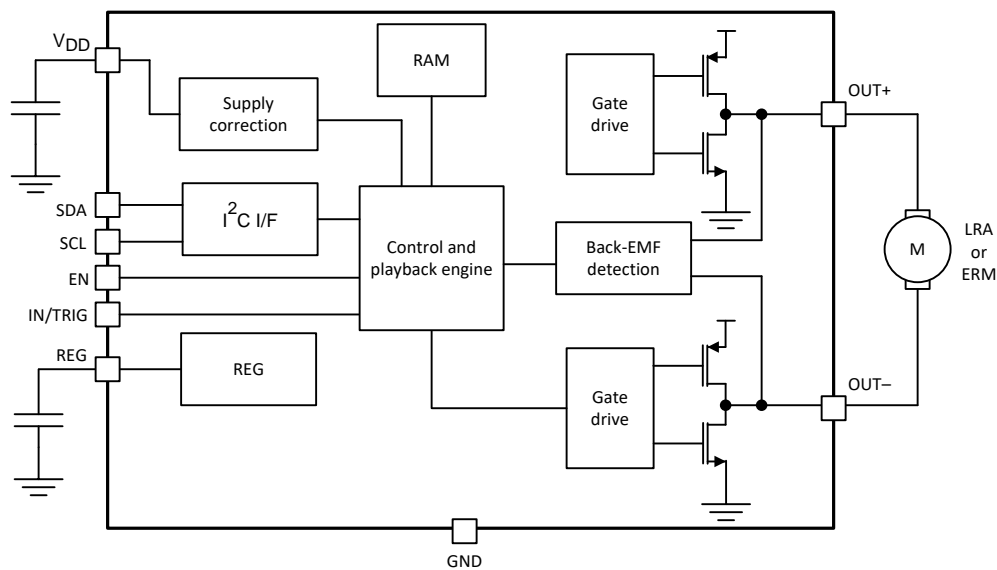 VDD
RAM
OUT+
Supply
correction
Gate
drive
SDA
I²C I/F
SCL
Control and
playback engine
Back-EMF
detection
M
LRA
or
ERM
EN
IN/TRIG
REG
REG
Gate
drive
OUT–
GND